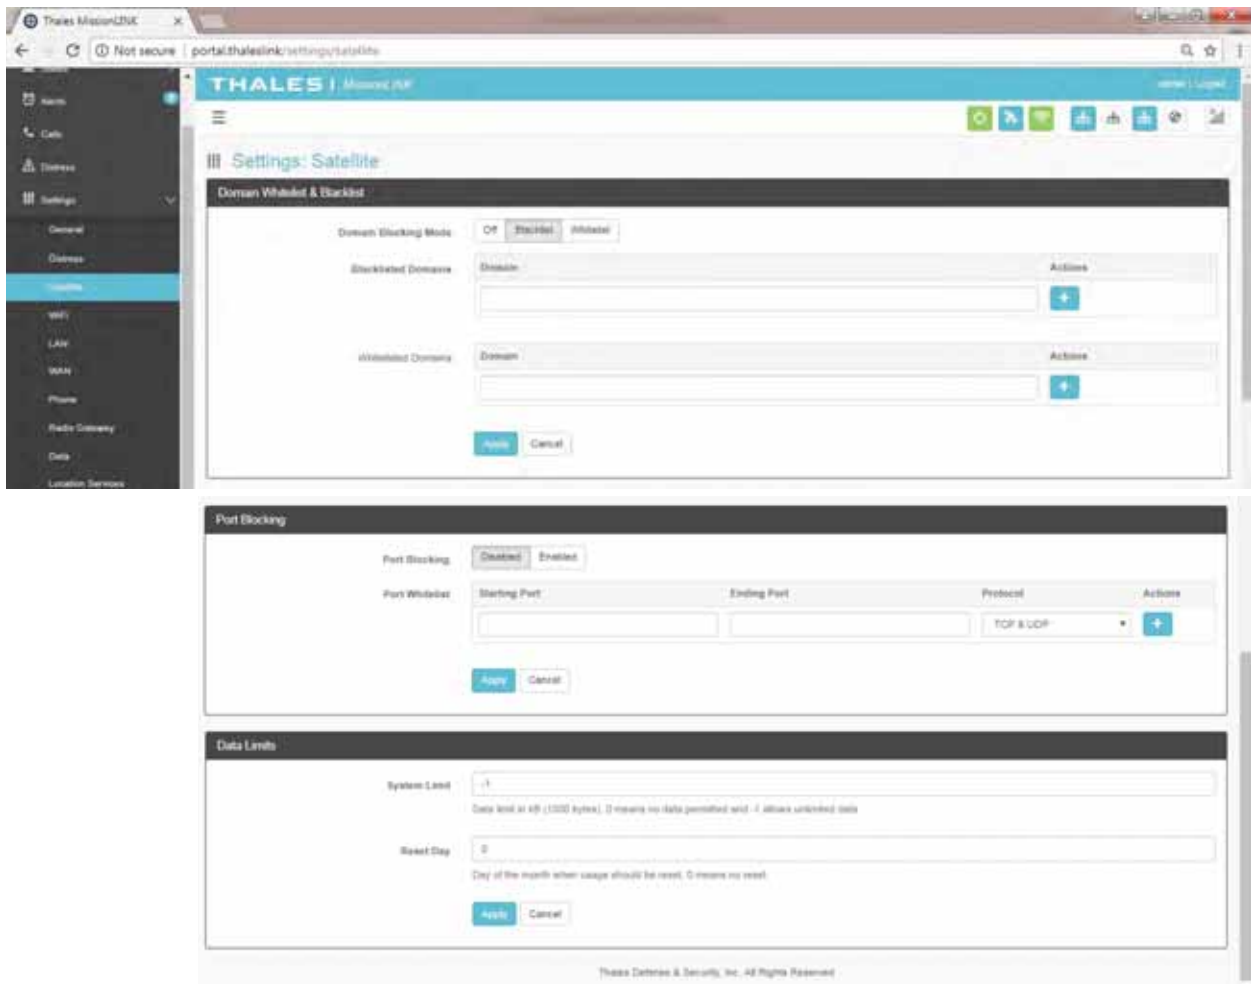 Thales MissionLINK
Not secure | portal.thaleslink/settings/satellite
THALES | MissionLINK
Alerts
Calls
Distress
Settings
General
Distress
Satellite
WiFi
LAN
WAN
Phone
Radio Gateway
Data
Location Services
Settings: Satellite
Domain Whitelist & Blacklist
Domain Blocking Mode Off Blacklist Whitelist
Blacklisted Domains Domain Actions
Whitelisted Domains Domain Actions
Apply Cancel
Port Blocking
Port Blocking Disabled Enabled
Port Whitelist Starting Port Ending Port Protocol Actions
TCP & UDP
Apply Cancel
Data Limits
System Limit -1
Data limit in kB (1000 bytes). 0 means no data permitted and -1 allows unlimited data
Reset Day 0
Day of the month when usage should be reset. 0 means no reset
Apply Cancel
Thales Defense & Security, Inc. All Rights Reserved